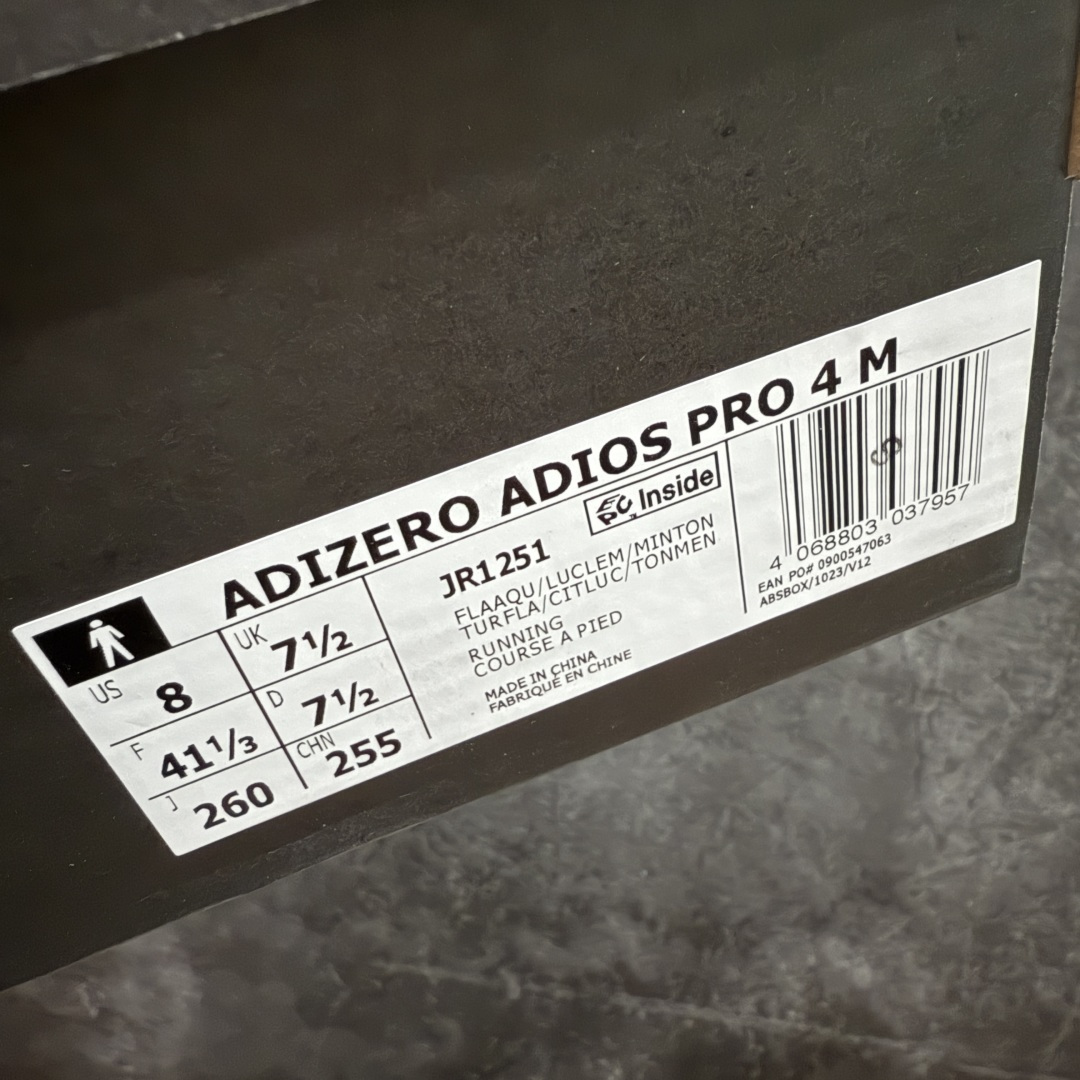 ADIZERO ADIOS PRO 4 M
US 8
UK 7½
F 41⅓
D 7½
J 260
CHN 255
JR1251
EPC Inside
FLAAQU/LUCLEM/MINTON
TURFLA/CITLUC/TONMEN
RUNNING
COURSE A PIED
MADE IN CHINA
FABRIQUÉ EN CHINE
4 068803 037957
EAN PO# 0900547063
ABSBOX/1023/V12